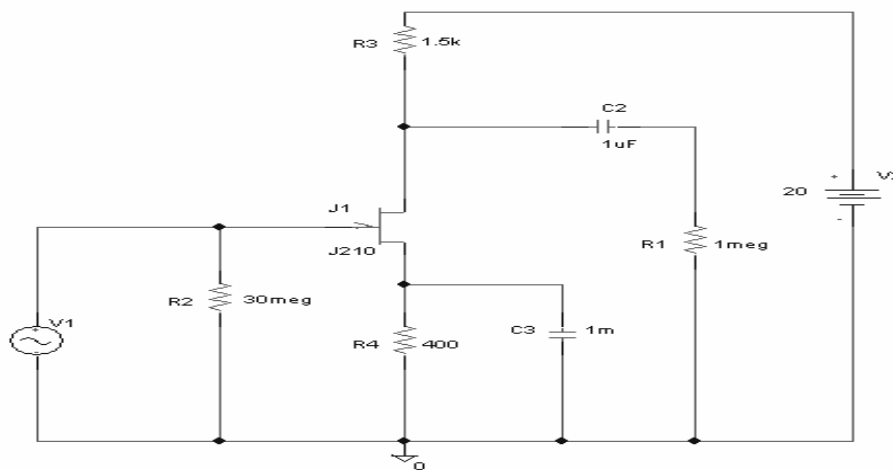 R3 1.5k
C2
1uF
V
20
+
-
J1
J210
R1 1meg
R2 30meg
V1
+
-
R4 400
C3 1m
0